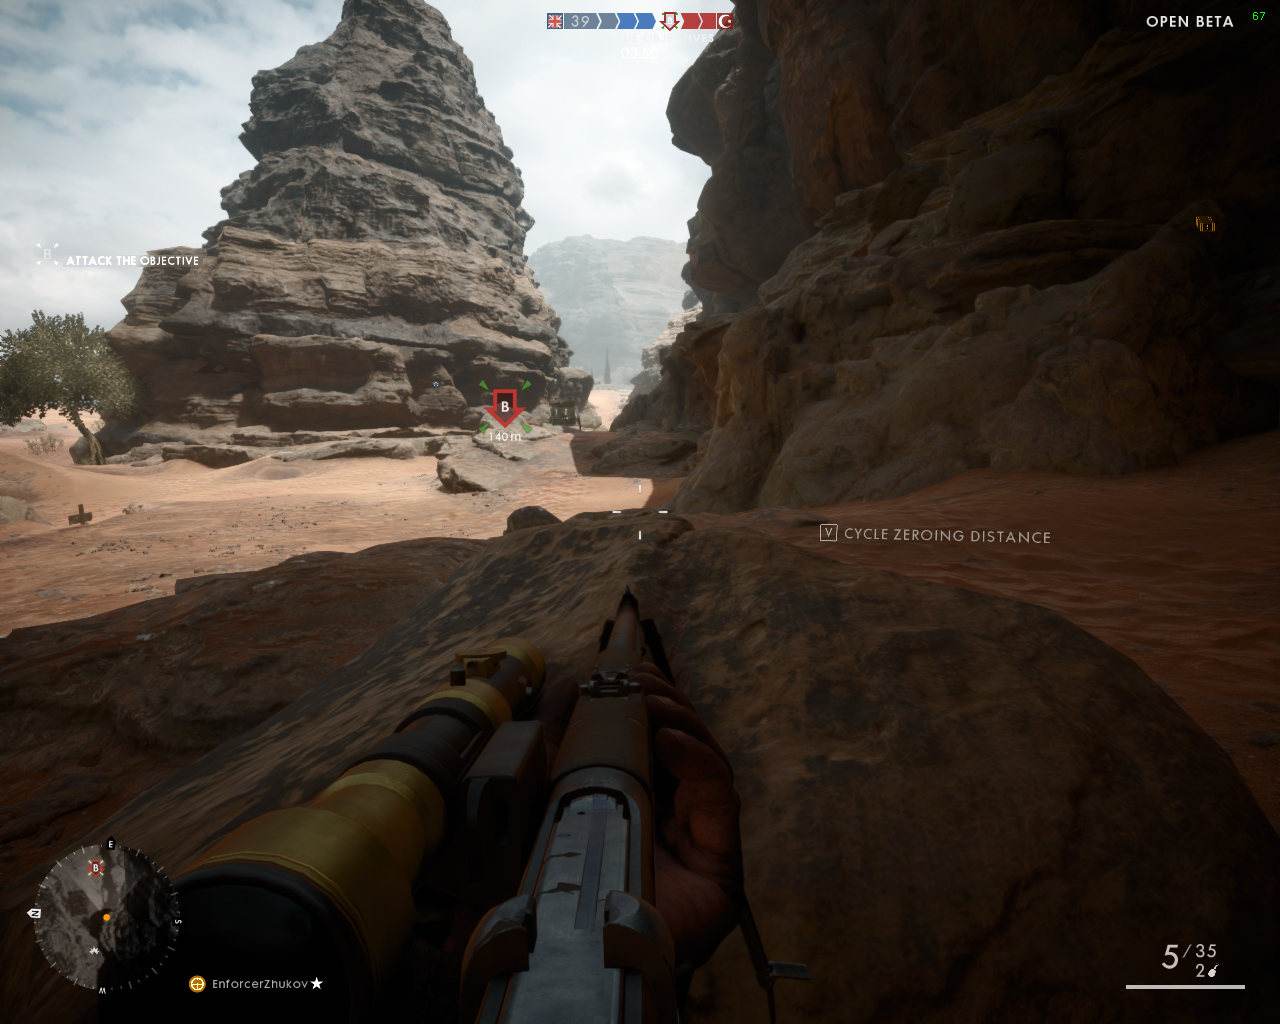 39
B
OPEN BETA
67
03:50
B
ATTACK THE OBJECTIVE
B
140 m
V CYCLE ZEROING DISTANCE
E
B
N
S
W
EnforcerZhukov
5/35
2